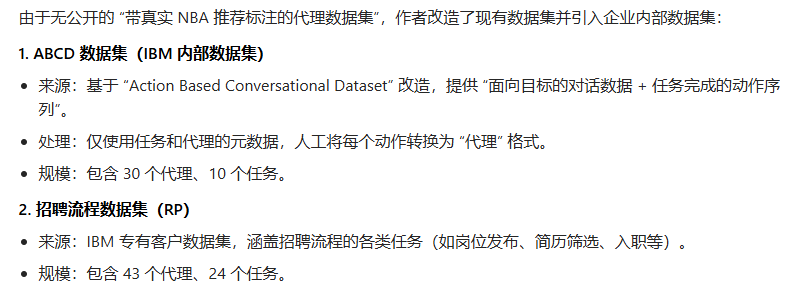 由于无公开的 “带真实 NBA 推荐标注的代理数据集”，作者改造了现有数据集并引入企业内部数据集：
1. ABCD 数据集（IBM 内部数据集）
• 来源：基于 “Action Based Conversational Dataset” 改造，提供 “面向目标的对话数据 + 任务完成的动作序
列”。
• 处理：仅使用任务和代理的元数据，人工将每个动作转换为 “代理” 格式。
• 规模：包含 30 个代理、10 个任务。
2. 招聘流程数据集（RP）
• 来源：IBM 专有客户数据集，涵盖招聘流程的各类任务（如岗位发布、简历筛选、入职等）。
• 规模：包含 43 个代理、24 个任务。